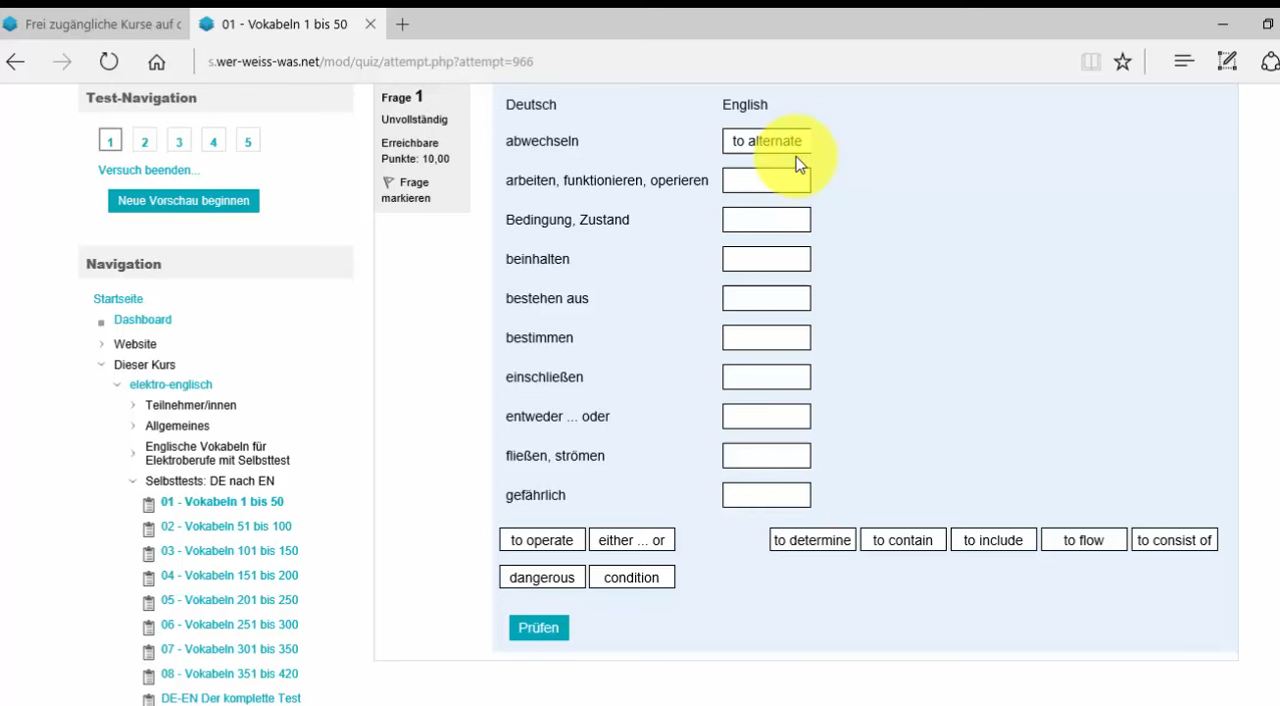 Frei zugängliche Kurse auf c
01 - Vokabeln 1 bis 50
s.wer-weiss-was.net/mod/quiz/attempt.php?attempt=966
Test-Navigation
1 2 3 4 5
Versuch beenden...
Neue Vorschau beginnen
Navigation
Startseite
Dashboard
Website
Dieser Kurs
elektro-englisch
Teilnehmer/innen
Allgemeines
Englische Vokabeln für
Elektroberufe mit Selbsttest
Selbsttests: DE nach EN
01 - Vokabeln 1 bis 50
02 - Vokabeln 51 bis 100
03 - Vokabeln 101 bis 150
04 - Vokabeln 151 bis 200
05 - Vokabeln 201 bis 250
06 - Vokabeln 251 bis 300
07 - Vokabeln 301 bis 350
08 - Vokabeln 351 bis 420
DE-EN Der komplette Test
Frage 1
Unvollständig
Erreichbare
Punkte: 10,00
Frage
markieren
Deutsch English
abwechseln to alternate
arbeiten, funktionieren, operieren
Bedingung, Zustand
beinhalten
bestehen aus
bestimmen
einschließen
entweder ... oder
fließen, strömen
gefährlich
to operate either ... or to determine to contain to include to flow to consist of
dangerous condition
Prüfen